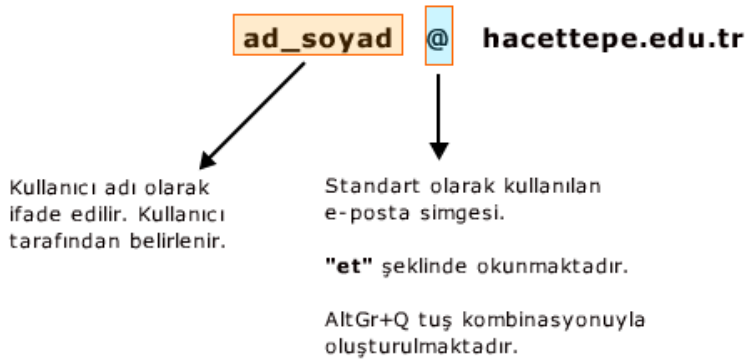 ad_soyad @ hacettepe.edu.tr
Kullanıcı adı olarak
ifade edilir. Kullanıcı
tarafından belirlenir.
Standart olarak kullanılan
e-posta simgesi.
"et" şeklinde okunmaktadır.
AltGr+Q tuş kombinasyonuyla
oluşturulmaktadır.